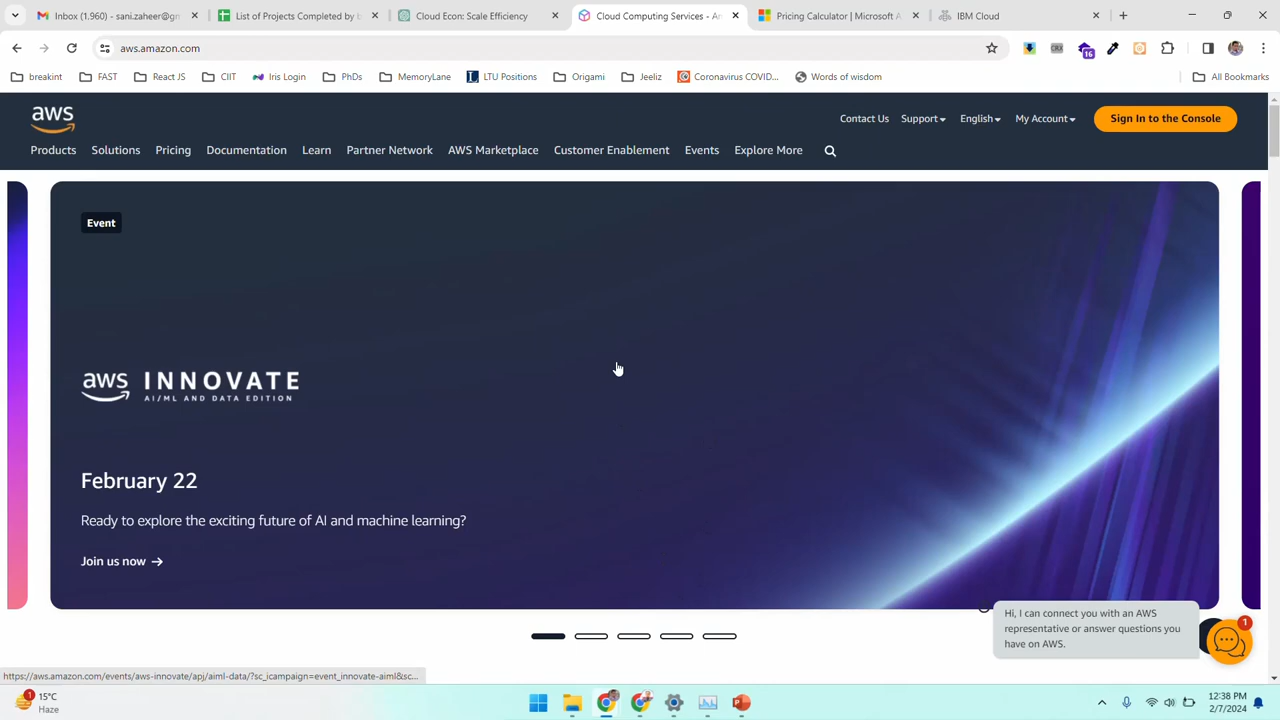 Inbox (1,960) - sani.zaheer@gm
List of Projects Completed by b
Cloud Econ: Scale Efficiency
Cloud Computing Services - Am
Pricing Calculator | Microsoft A
IBM Cloud
aws.amazon.com
CRX
16
breakint
FAST
React JS
CIIT
Iris Login
PhDs
MemoryLane
LTU Positions
Origami
Jeeliz
Coronavirus COVID...
Words of wisdom
All Bookmarks
aws
Contact Us
Support
English
My Account
Sign In to the Console
Products
Solutions
Pricing
Documentation
Learn
Partner Network
AWS Marketplace
Customer Enablement
Events
Explore More
Event
aws INNOVATE
AI/ML AND DATA EDITION
February 22
Ready to explore the exciting future of AI and machine learning?
Join us now →
Hi, I can connect you with an AWS
representative or answer questions you
have on AWS.
1
https://aws.amazon.com/events/aws-innovate/apj/aiml-data/?sc_icampaign=event_innovate-aiml&sc...
1
15°C
Haze
12:38 PM
2/7/2024